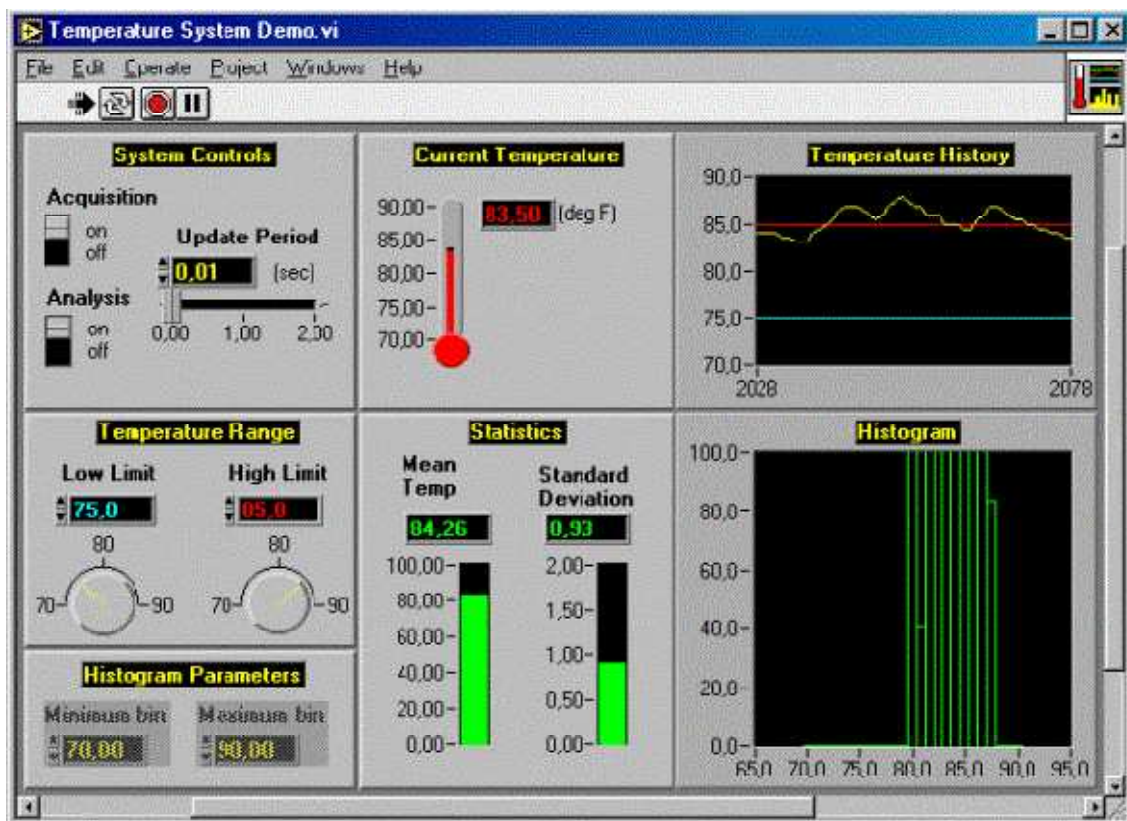 Temperature System Demo.vi
File Edit Operate Project Windows Help
System Controls
Acquisition
on
off
Update Period
0,01 (sec)
0,00 1,00 2,00
Analysis
on
off
Current Temperature
90,00
85,00
80,00
75,00
70,00
83,50 (deg F)
Temperature History
90,0
85,0
80,0
75,0
70,0
2028 2078
Temperature Range
Low Limit
75,0
80
70 90
High Limit
85,0
80
70 90
Histogram Parameters
Minimum bin
70,00
Maximum bin
90,00
Statistics
Mean
Temp
84,26
100,00
80,00
60,00
40,00
20,00
0,00
Standard
Deviation
0,93
2,00
1,50
1,00
0,50
0,00
Histogram
100,0
80,0
60,0
40,0
20,0
0,0
65,0 70,0 75,0 80,0 85,0 90,0 95,0